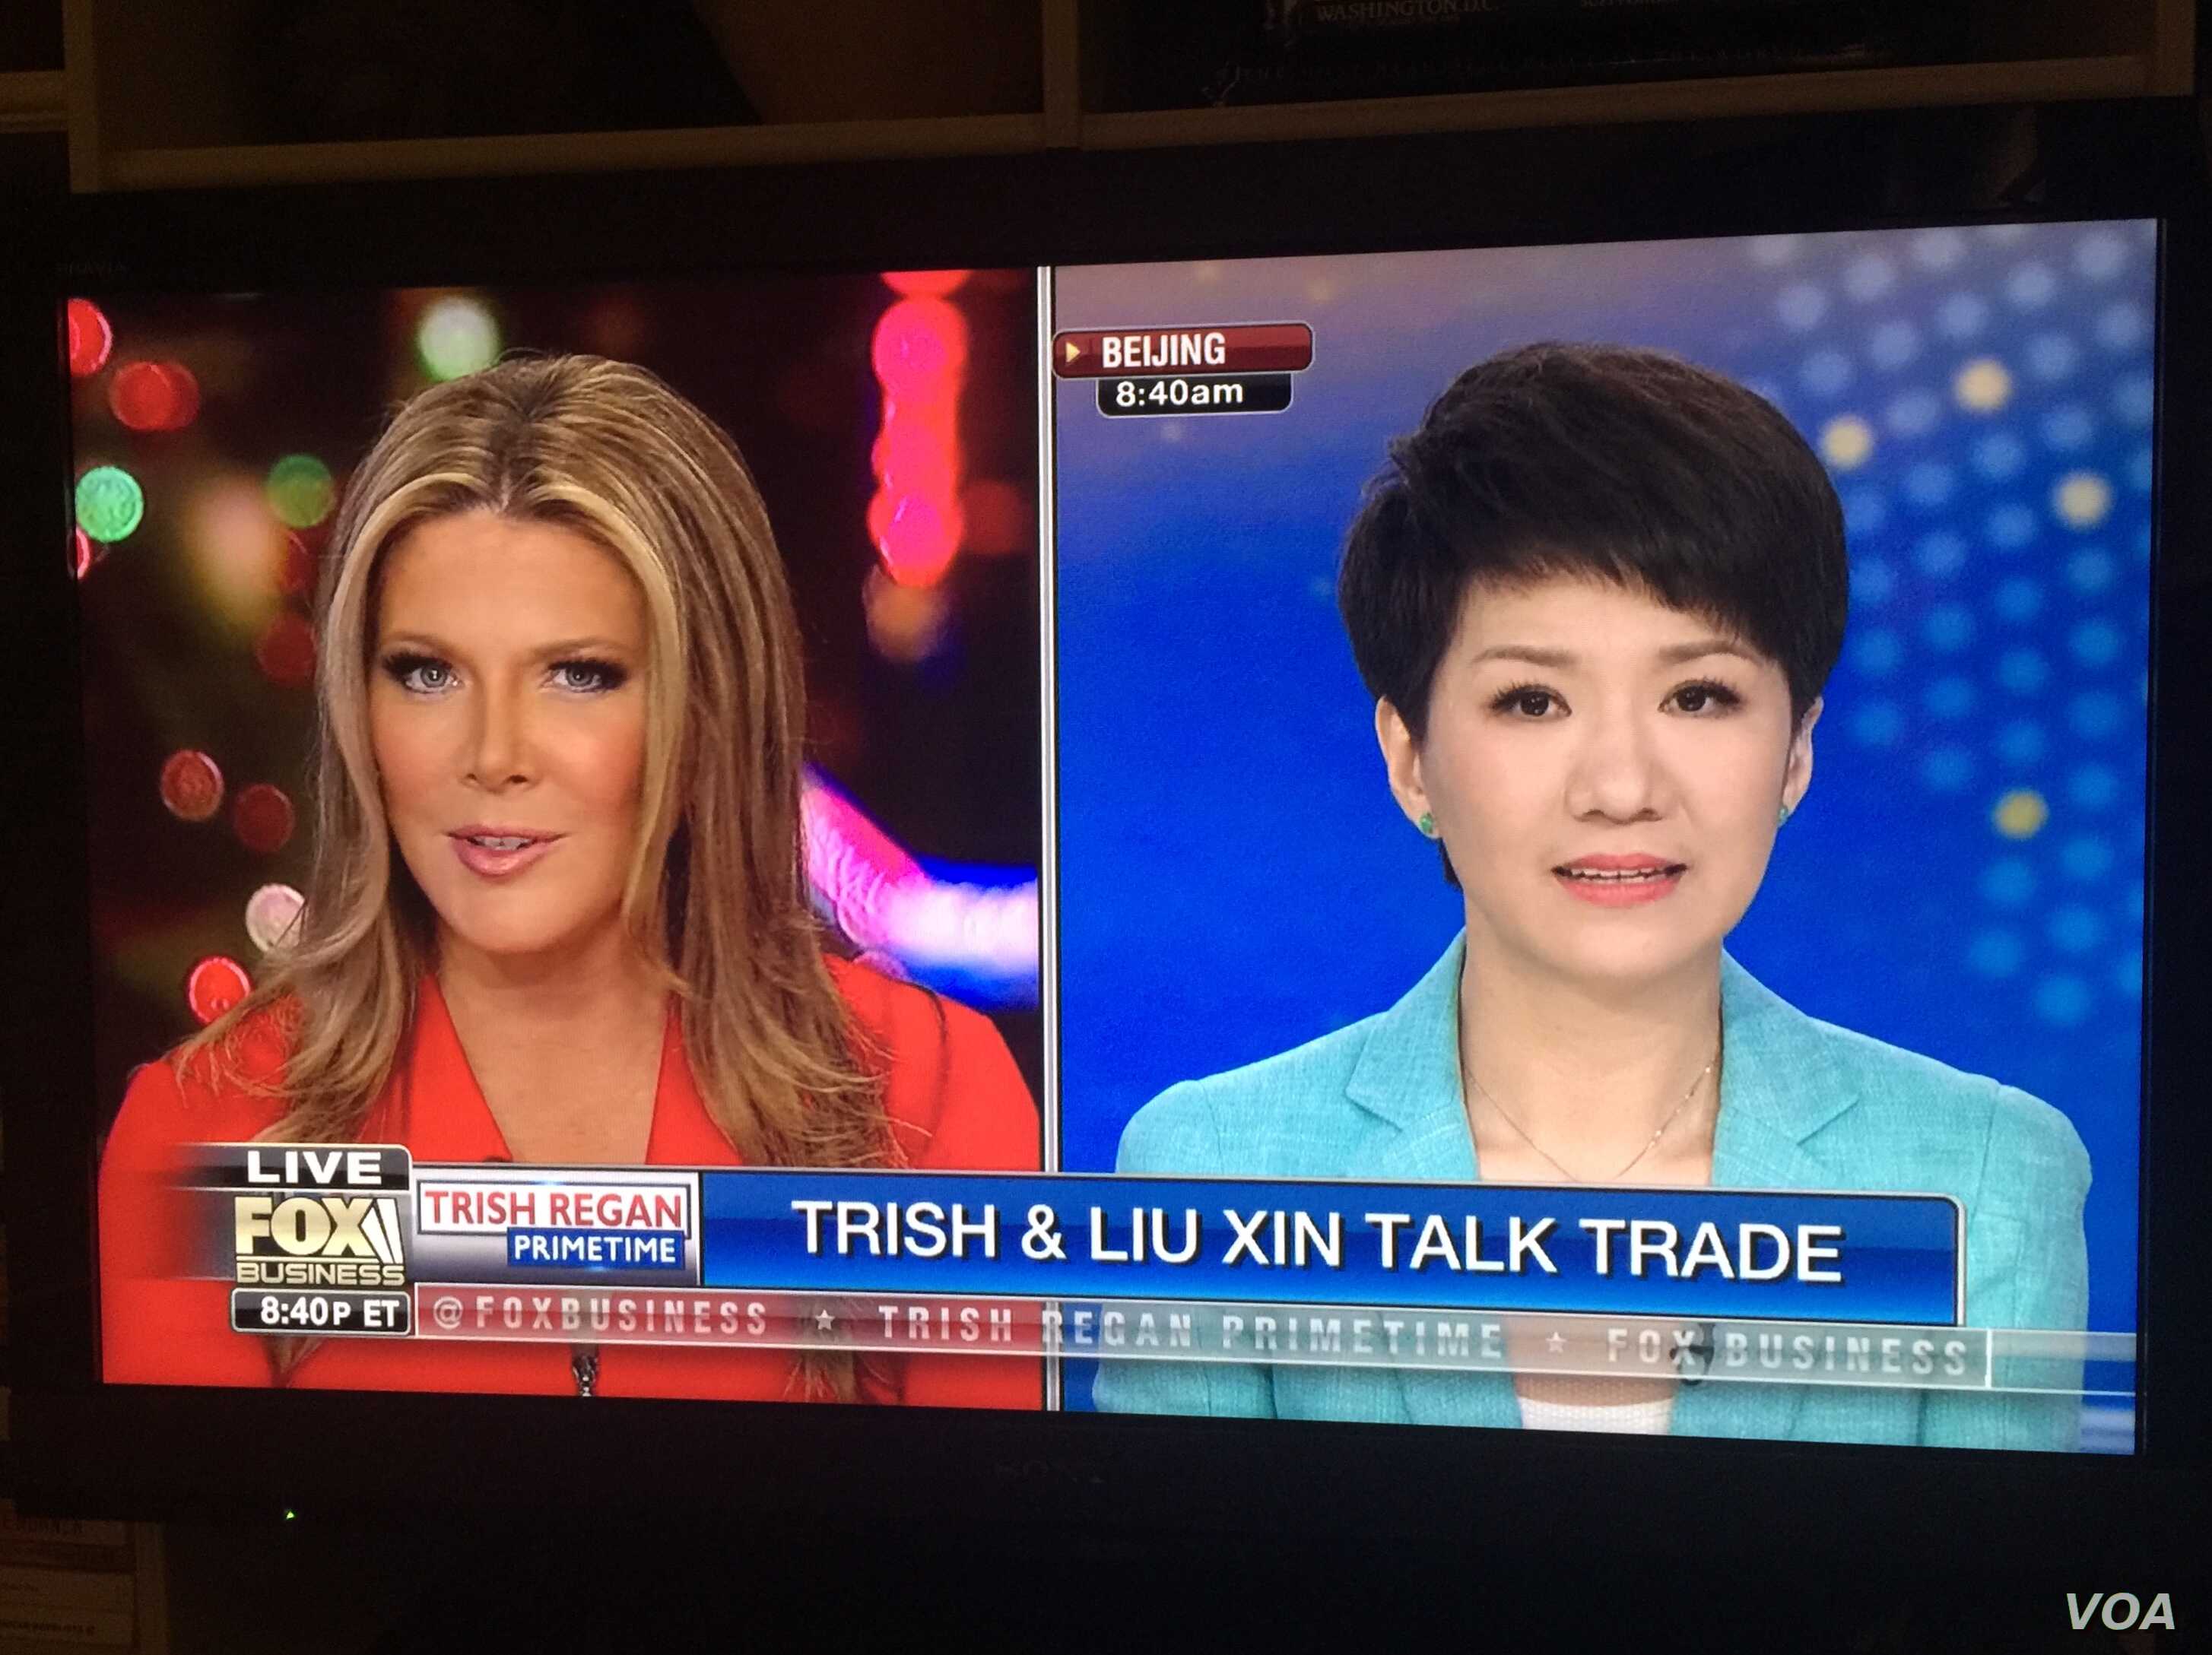 WASHINGTON D.C.
BEIJING
8:40am
LIVE
FOX
BUSINESS
8:40P ET
TRISH REGAN
PRIMETIME
TRISH & LIU XIN TALK TRADE
@FOXBUSINESS ★ TRISH REGAN PRIMETIME ★ FOX BUSINESS
VOA